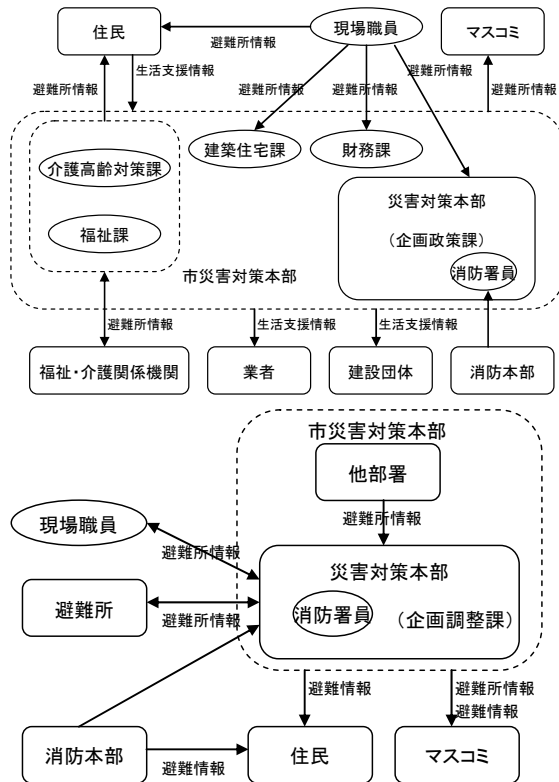 住民
現場職員
マスコミ
避難所情報
避難所情報
生活支援情報
避難所情報
避難所情報
避難所情報
避難所情報
建築住宅課
財務課
介護高齢対策課
福祉課
災害対策本部
(企画政策課)
消防署員
市災害対策本部
避難所情報
生活支援情報
生活支援情報
福祉・介護関係機関
業者
建設団体
消防本部
市災害対策本部
他部署
避難所情報
現場職員
避難所情報
災害対策本部
消防署員
(企画調整課)
避難所
避難所情報
避難情報
避難所情報
避難情報
消防本部
避難情報
住民
マスコミ